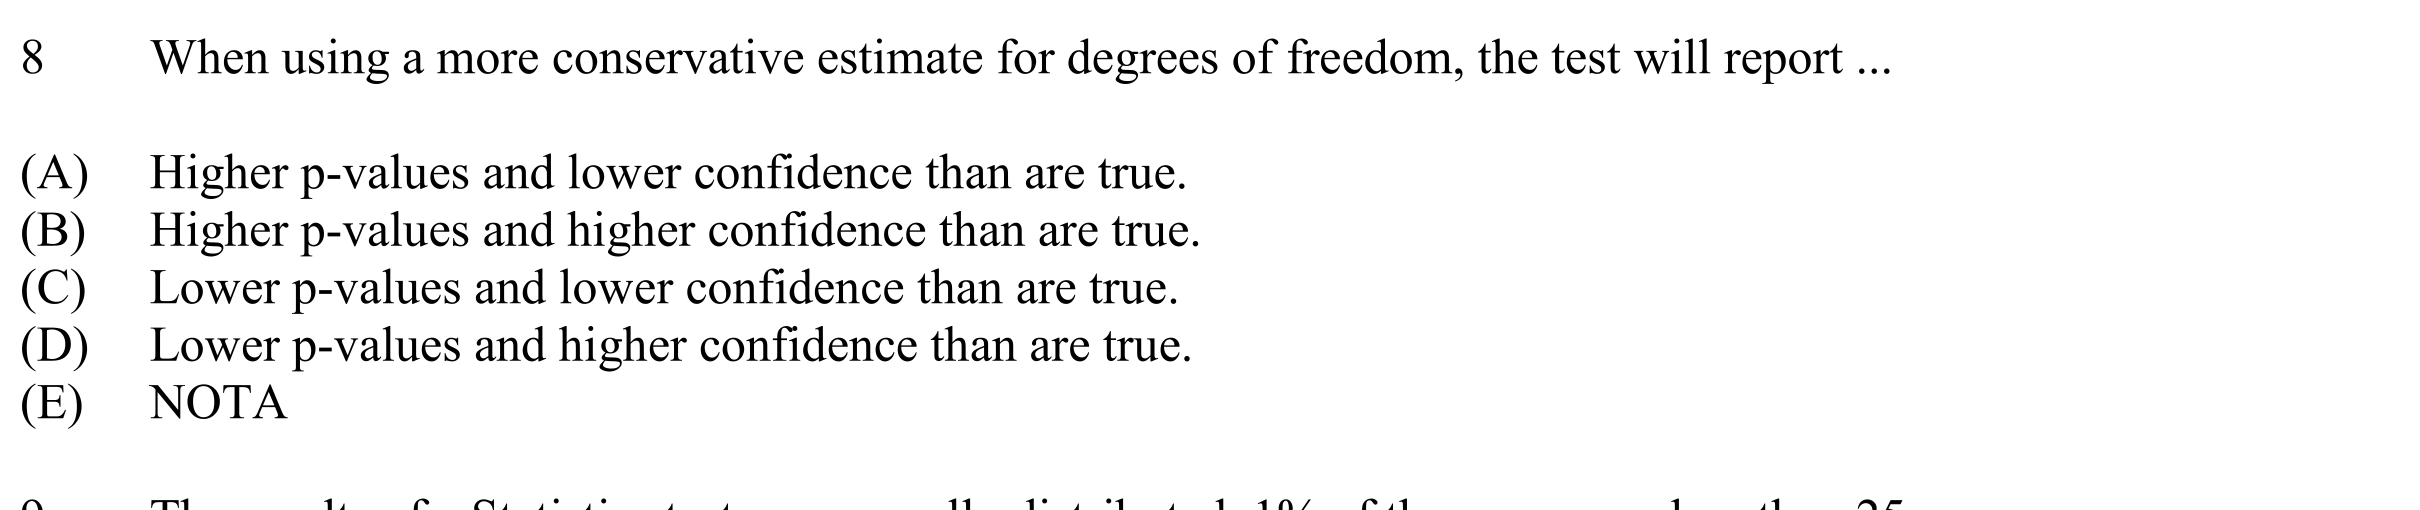 8 When using a more conservative estimate for degrees of freedom, the test will report ...
(A) Higher p-values and lower confidence than are true.
(B) Higher p-values and higher confidence than are true.
(C) Lower p-values and lower confidence than are true.
(D) Lower p-values and higher confidence than are true.
(E) NOTA